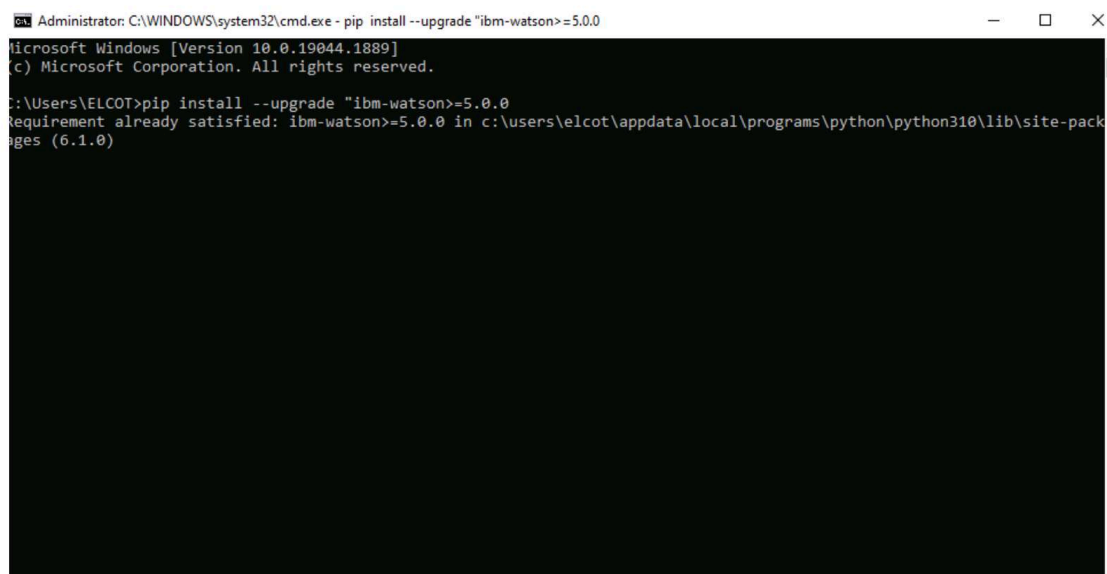 Administrator: C:\WINDOWS\system32\cmd.exe - pip install --upgrade "ibm-watson>=5.0.0
Microsoft Windows [Version 10.0.19044.1889]
(c) Microsoft Corporation. All rights reserved.
C:\Users\ELCOT>pip install --upgrade "ibm-watson>=5.0.0
Requirement already satisfied: ibm-watson>=5.0.0 in c:\users\elcot\appdata\local\programs\python\python310\lib\site-pack
ages (6.1.0)